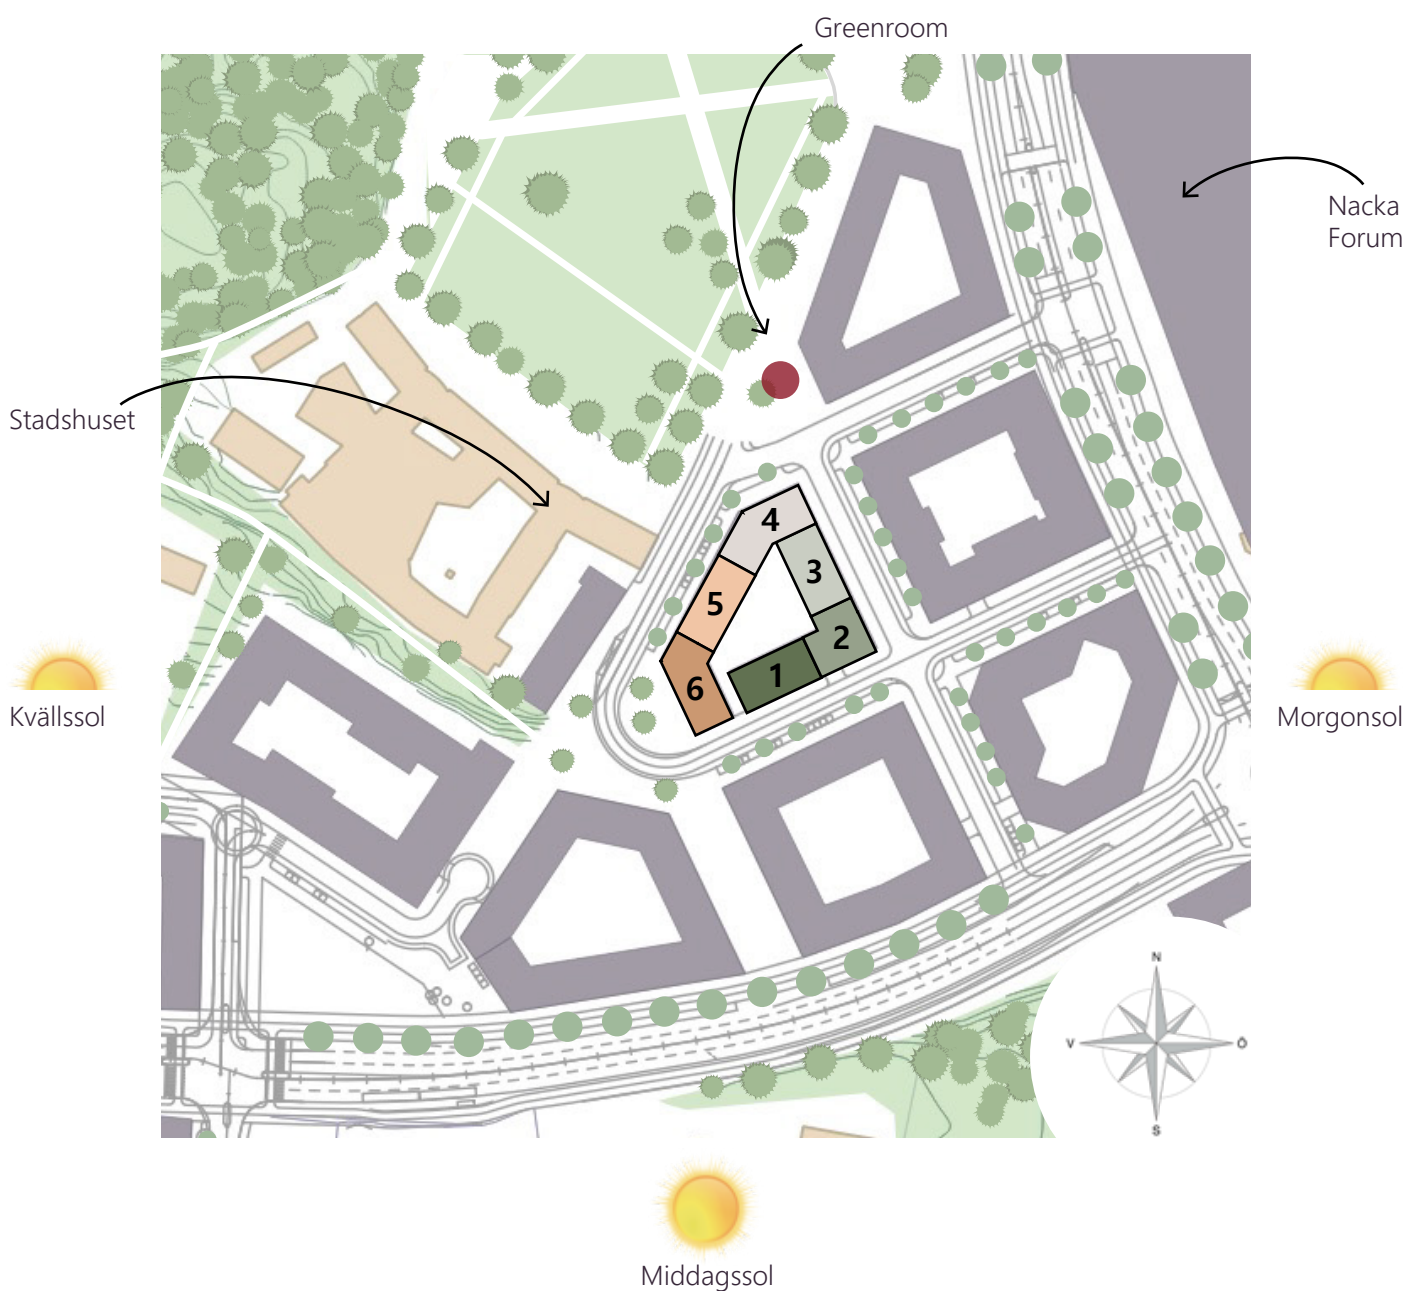 Greenroom
Nacka
Forum
Stadshuset
4
3
5
2
1
6
Kvällssol
Morgonsol
N
V
Ö
S
Middagssol